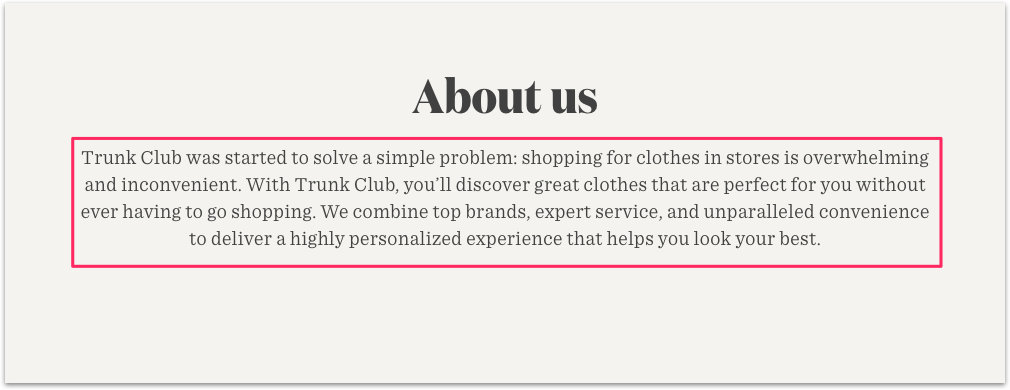 About us
Trunk Club was started to solve a simple problem: shopping for clothes in stores is overwhelming
and inconvenient. With Trunk Club, you’ll discover great clothes that are perfect for you without
ever having to go shopping. We combine top brands, expert service, and unparalleled convenience
to deliver a highly personalized experience that helps you look your best.